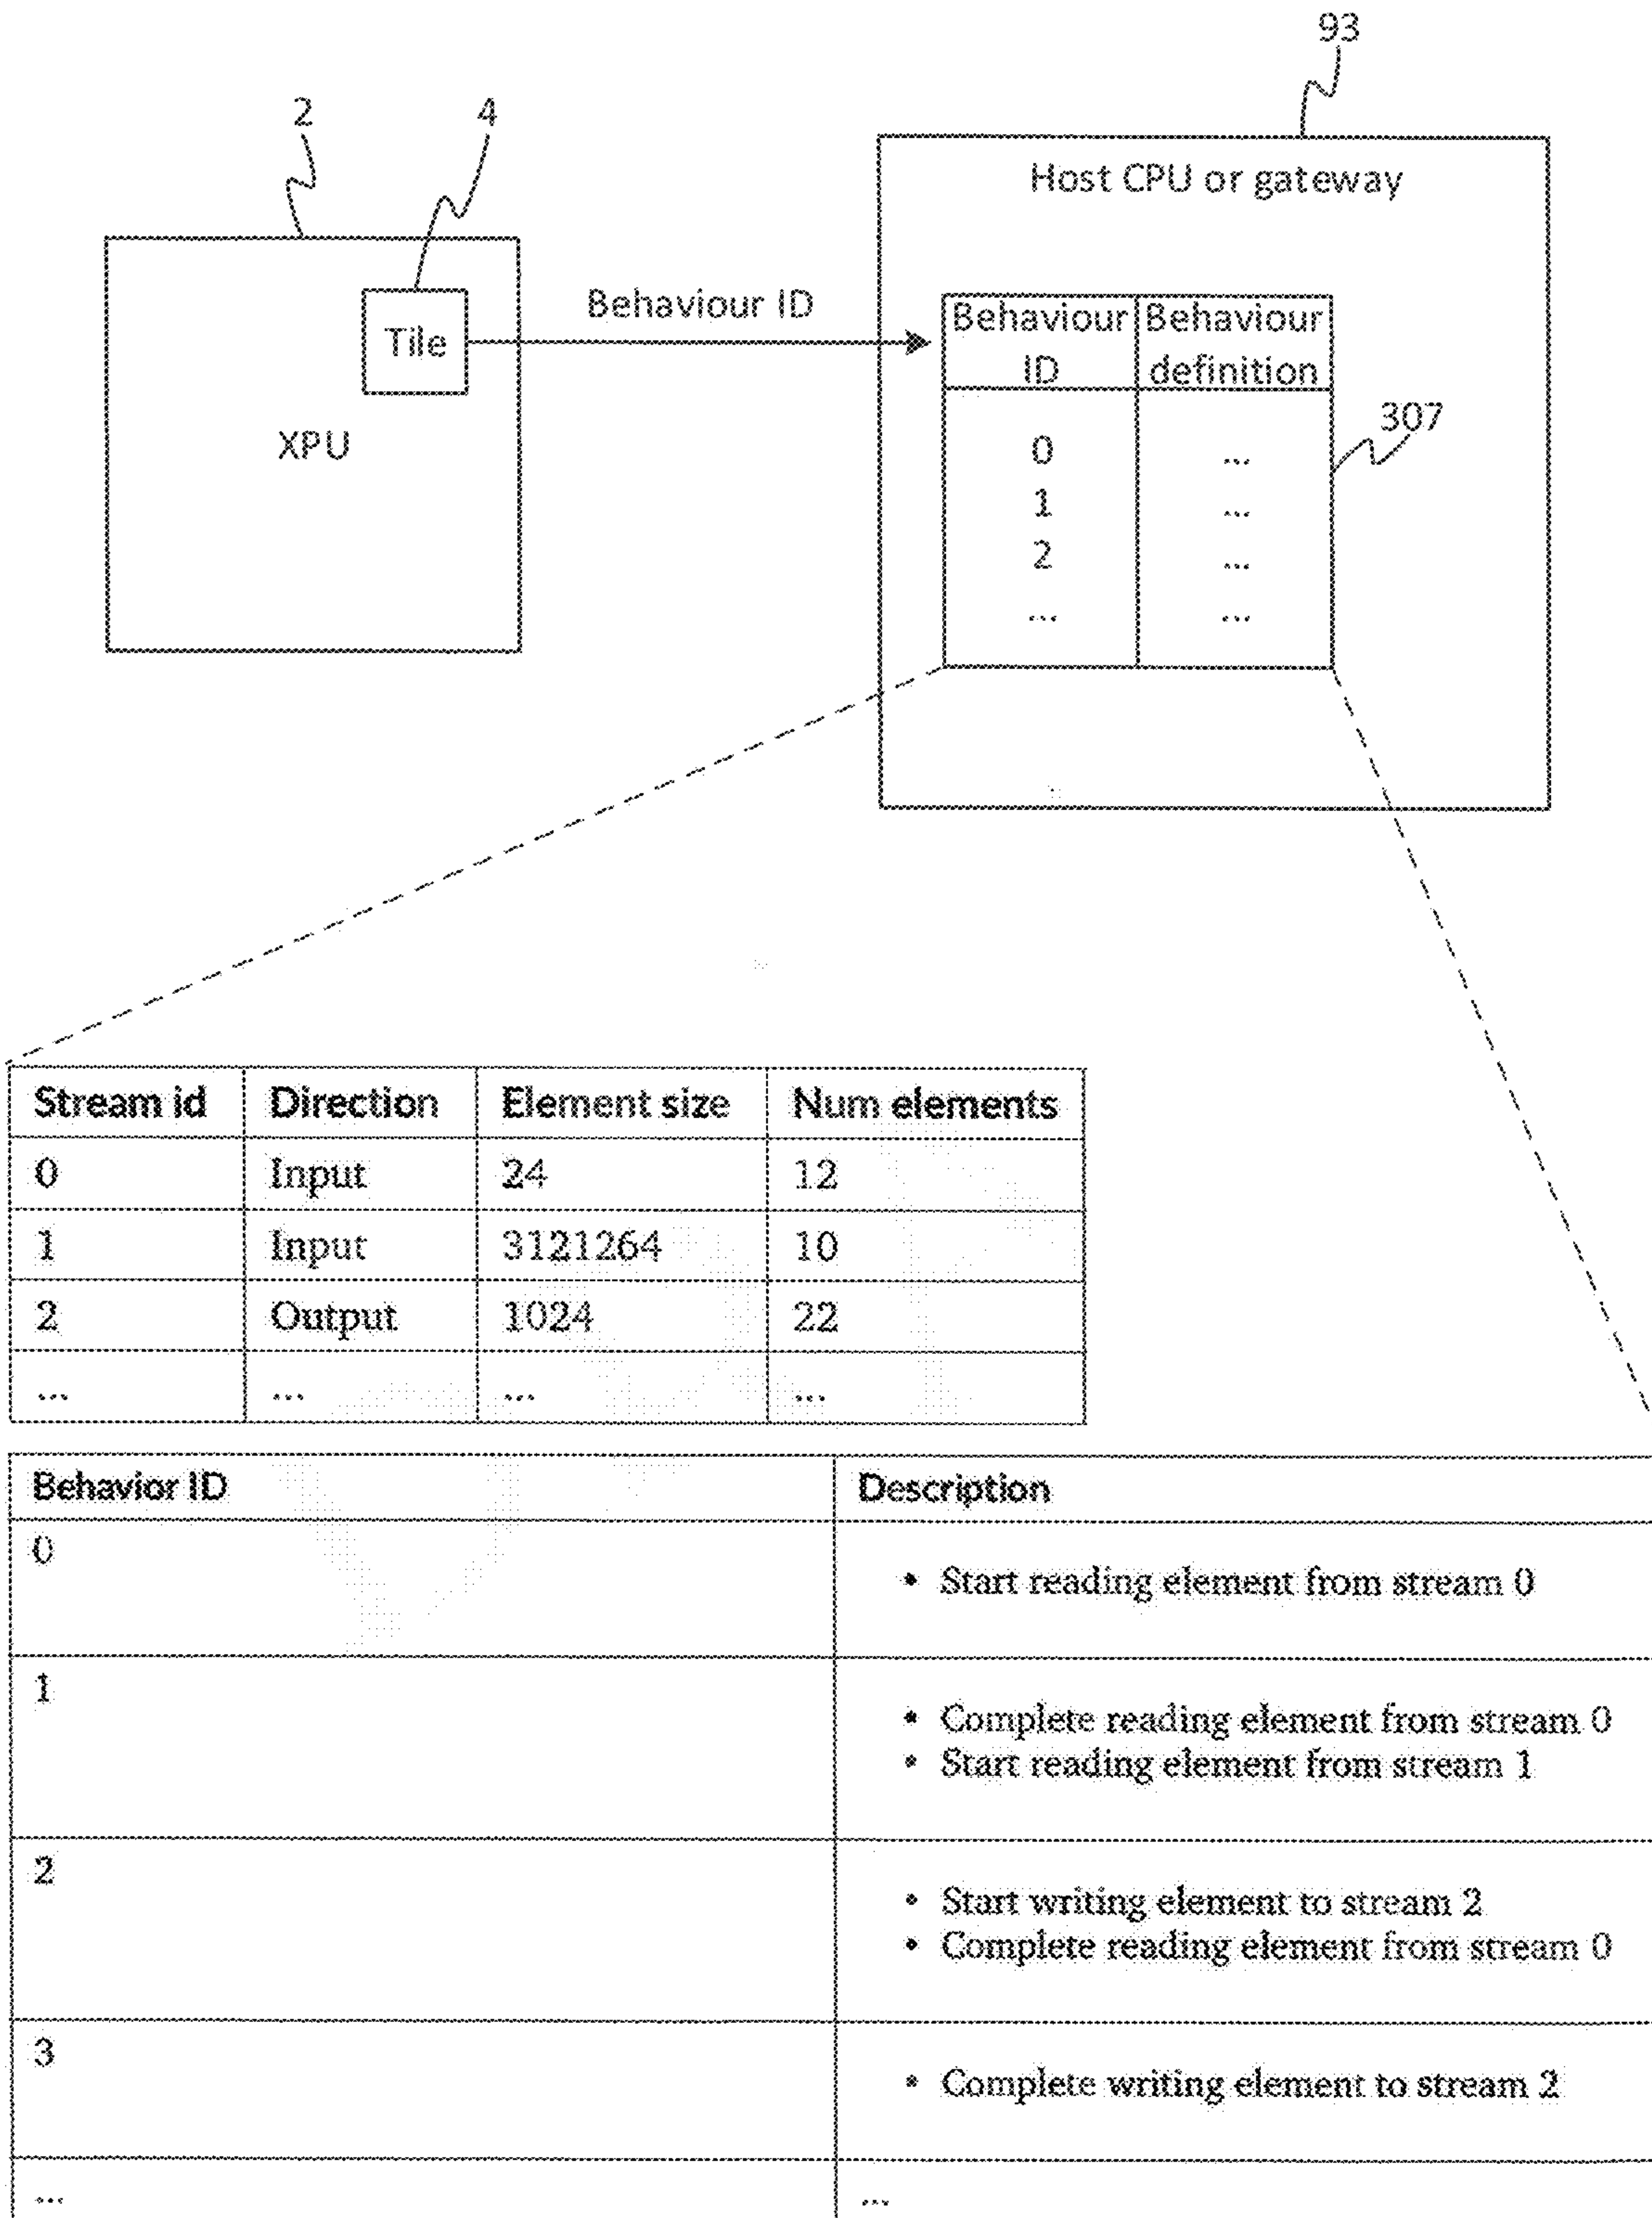 93
2 4
Host CPU or gateway
Behaviour ID
Tile
XPU
Behaviour ID Behaviour definition
307
0 ...
1 ...
2 ...
... ...
Stream id Direction Element size Num elements
0 Input 24 12
1 Input 3121264 10
2 Output 1024 22
... ... ... ...
Behavior ID Description
0
• Start reading element from stream 0
1
• Complete reading element from stream 0
• Start reading element from stream 1
2
• Start writing element to stream 2
• Complete reading element from stream 0
3
• Complete writing element to stream 2
... ...